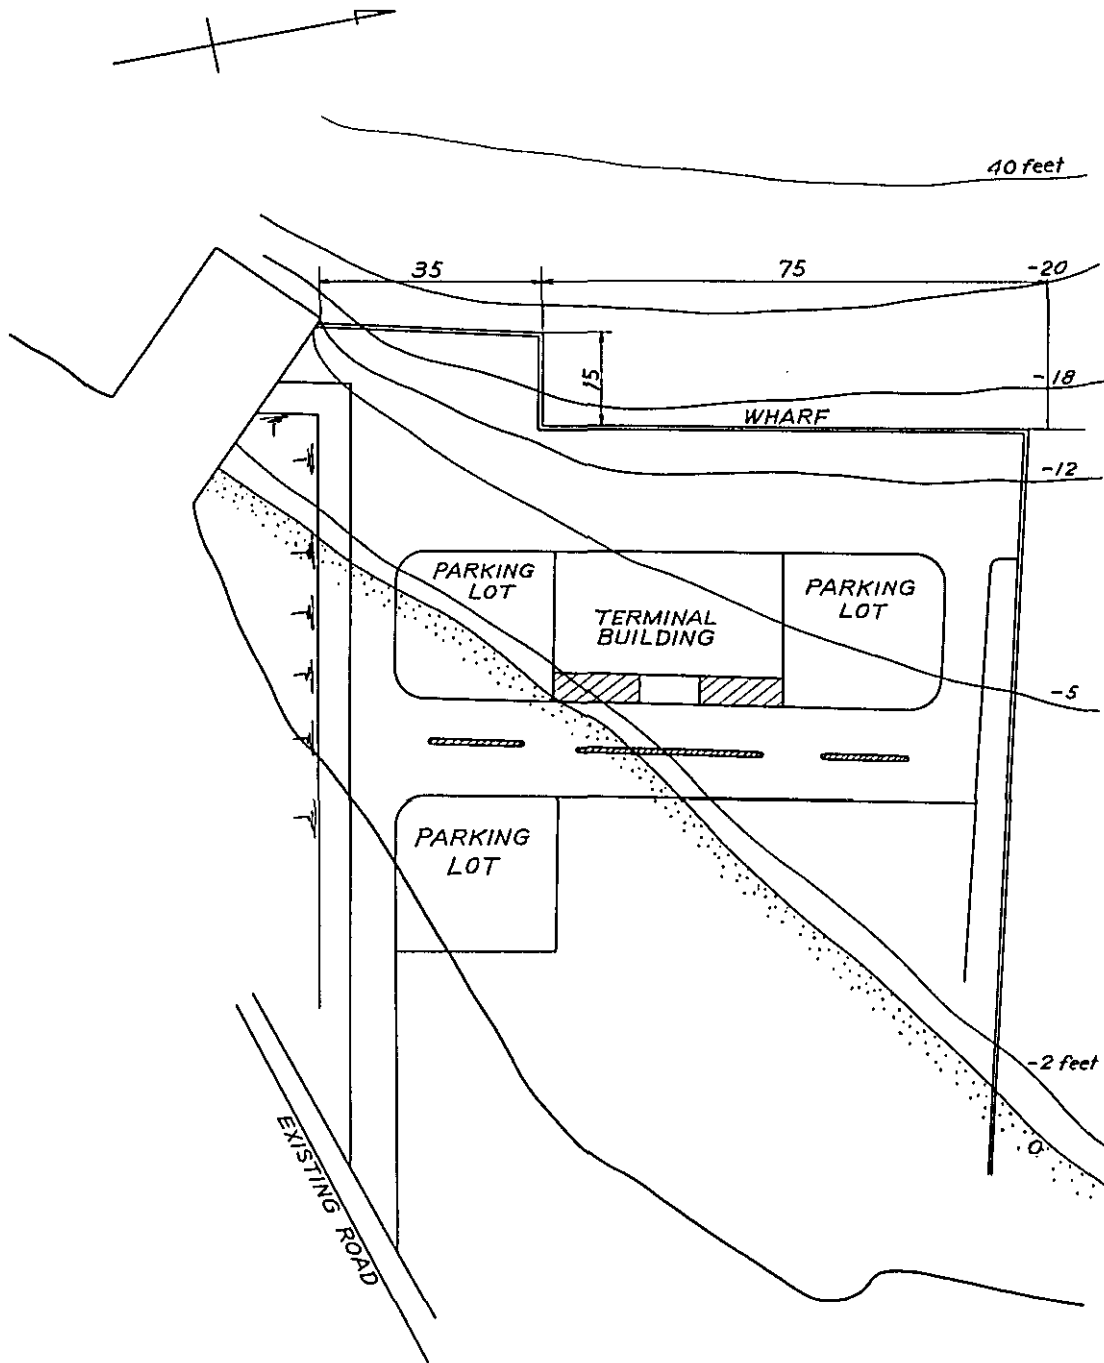 40 feet
35
75
-20
15
-18
WHARF
-12
PARKING
LOT
TERMINAL
BUILDING
PARKING
LOT
-5
PARKING
LOT
-2 feet
0
EXISTING ROAD